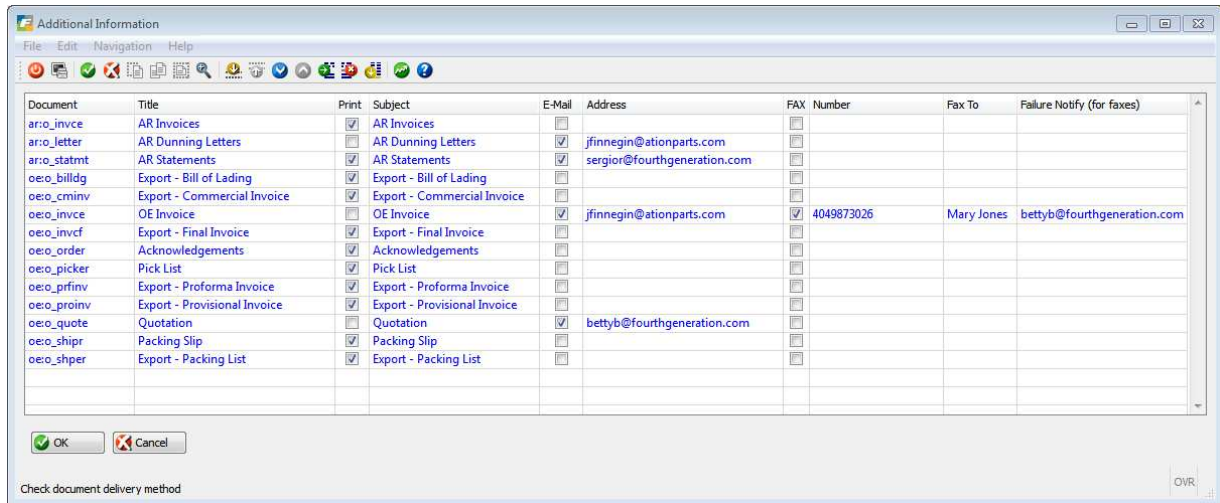 Additional Information
File Edit Navigation Help
Document Title Print Subject E-Mail Address FAX Number Fax To Failure Notify (for faxes)
ar:o_invce AR Invoices AR Invoices
ar:o_letter AR Dunning Letters AR Dunning Letters jfinnegin@ationparts.com
ar:o_statmt AR Statements AR Statements sergior@fourthgeneration.com
oe:o_billdg Export - Bill of Lading Export - Bill of Lading
oe:o_cminv Export - Commercial Invoice Export - Commercial Invoice
oe:o_invce OE Invoice OE Invoice jfinnegin@ationparts.com 4049873026 Mary Jones bettyb@fourthgeneration.com
oe:o_invcf Export - Final Invoice Export - Final Invoice
oe:o_order Acknowledgements Acknowledgements
oe:o_picker Pick List Pick List
oe:o_prfinv Export - Proforma Invoice Export - Proforma Invoice
oe:o_proinv Export - Provisional Invoice Export - Provisional Invoice
oe:o_quote Quotation Quotation bettyb@fourthgeneration.com
oe:o_shipr Packing Slip Packing Slip
oe:o_shper Export - Packing List Export - Packing List
OK Cancel
Check document delivery method OVR